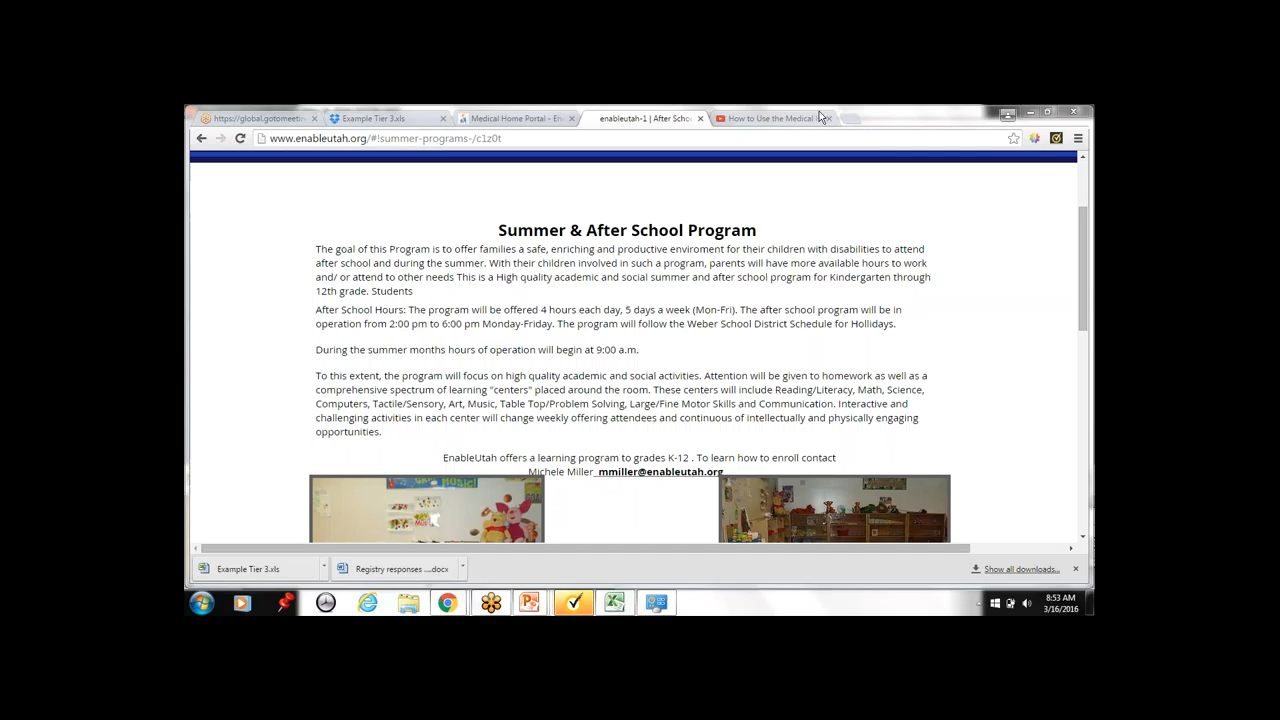 https://global.gotomeetin
Example Tier 3.xls
Medical Home Portal - En
enableutah-1 | After Schoo
How to Use the Medical
www.enableutah.org/#!summer-programs-/c1z0t
Summer & After School Program
The goal of this Program is to offer families a safe, enriching and productive enviroment for their children with disabilities to attend
after school and during the summer. With their children involved in such a program, parents will have more available hours to work
and/ or attend to other needs This is a High quality academic and social summer and after school program for Kindergarten through
12th grade. Students
After School Hours: The program will be offered 4 hours each day, 5 days a week (Mon-Fri). The after school program will be in
operation from 2:00 pm to 6:00 pm Monday-Friday. The program will follow the Weber School District Schedule for Hollidays.
During the summer months hours of operation will begin at 9:00 a.m.
To this extent, the program will focus on high quality academic and social activities. Attention will be given to homework as well as a
comprehensive spectrum of learning "centers" placed around the room. These centers will include Reading/Literacy, Math, Science,
Computers, Tactile/Sensory, Art, Music, Table Top/Problem Solving, Large/Fine Motor Skills and Communication. Interactive and
challenging activities in each center will change weekly offering attendees and continuous of intellectually and physically engaging
opportunities.
EnableUtah offers a learning program to grades K-12 . To learn how to enroll contact
Michele Miller mmiller@enableutah.org
MUSIC!
Example Tier 3.xls
Registry responses ....docx
Show all downloads...
8:53 AM
3/16/2016